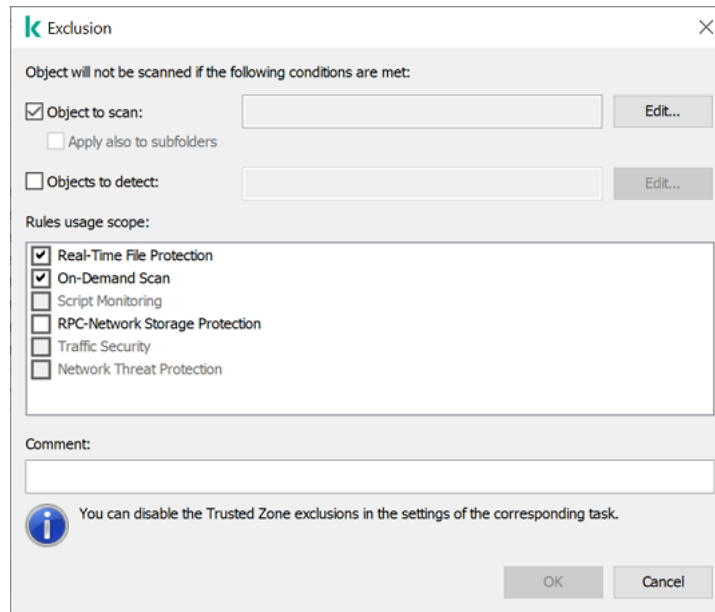 Exclusion
Object will not be scanned if the following conditions are met:
Object to scan:
Edit...
Apply also to subfolders
Objects to detect:
Edit...
Rules usage scope:
Real-Time File Protection
On-Demand Scan
Script Monitoring
RPC-Network Storage Protection
Traffic Security
Network Threat Protection
Comment:
You can disable the Trusted Zone exclusions in the settings of the corresponding task.
OK
Cancel